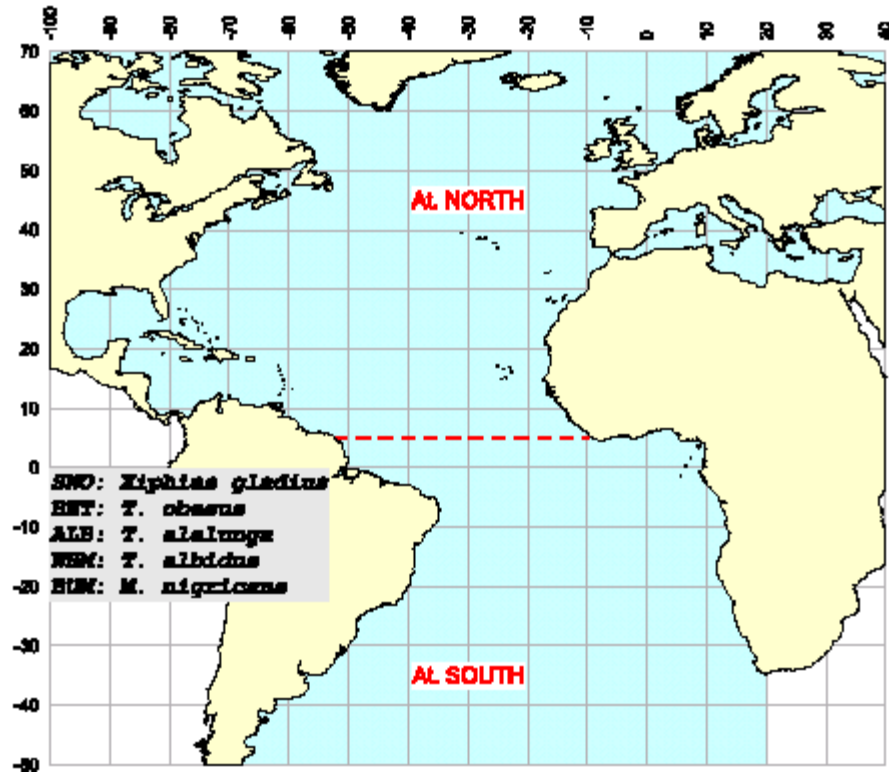 -100 -90 -80 -70 -60 -50 -40 -30 -20 -10 0 10 20 30 40
70
60
50
At. NORTH
40
30
20
10
0
SWO: Xiphias gladius
BET: T. obesus
-10
ALB: T. alalunga
WHM: T. albidus
-20
BUM: M. nigricans
-30
At. SOUTH
-40
-50